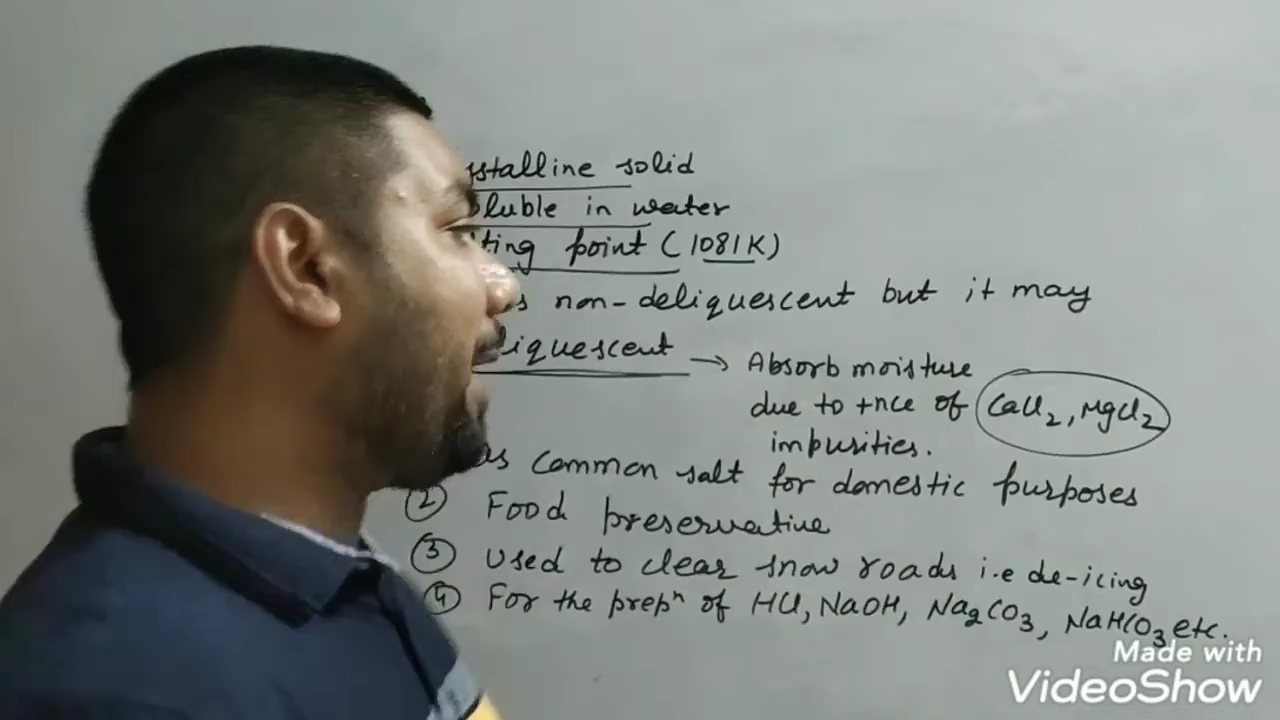 stalline solid
luble in water
ting point (1081K)
s non-deliquescent but it may
liquescent → Absorb moisture
due to +nce of CaCl2, MgCl2
impurities.
as common salt for domestic purposes
② Food preservative
③ Used to clear snow roads i.e de-icing
④ For the prepⁿ of HCl, NaOH, Na2CO3, NaHCO3 etc.
Made with
VideoShow